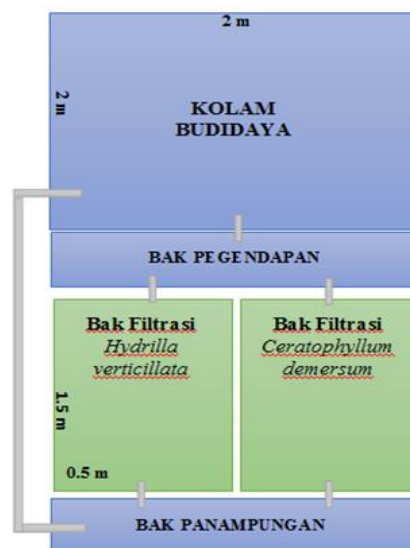 2 m
2 m
KOLAM
BUDIDAYA
BAK PEGENDAPAN
Bak Filtrasi
Hydrilla
verticillata
1.5 m
0.5 m
Bak Filtrasi
Ceratophyllum
demersum
BAK PANAMPUNGAN